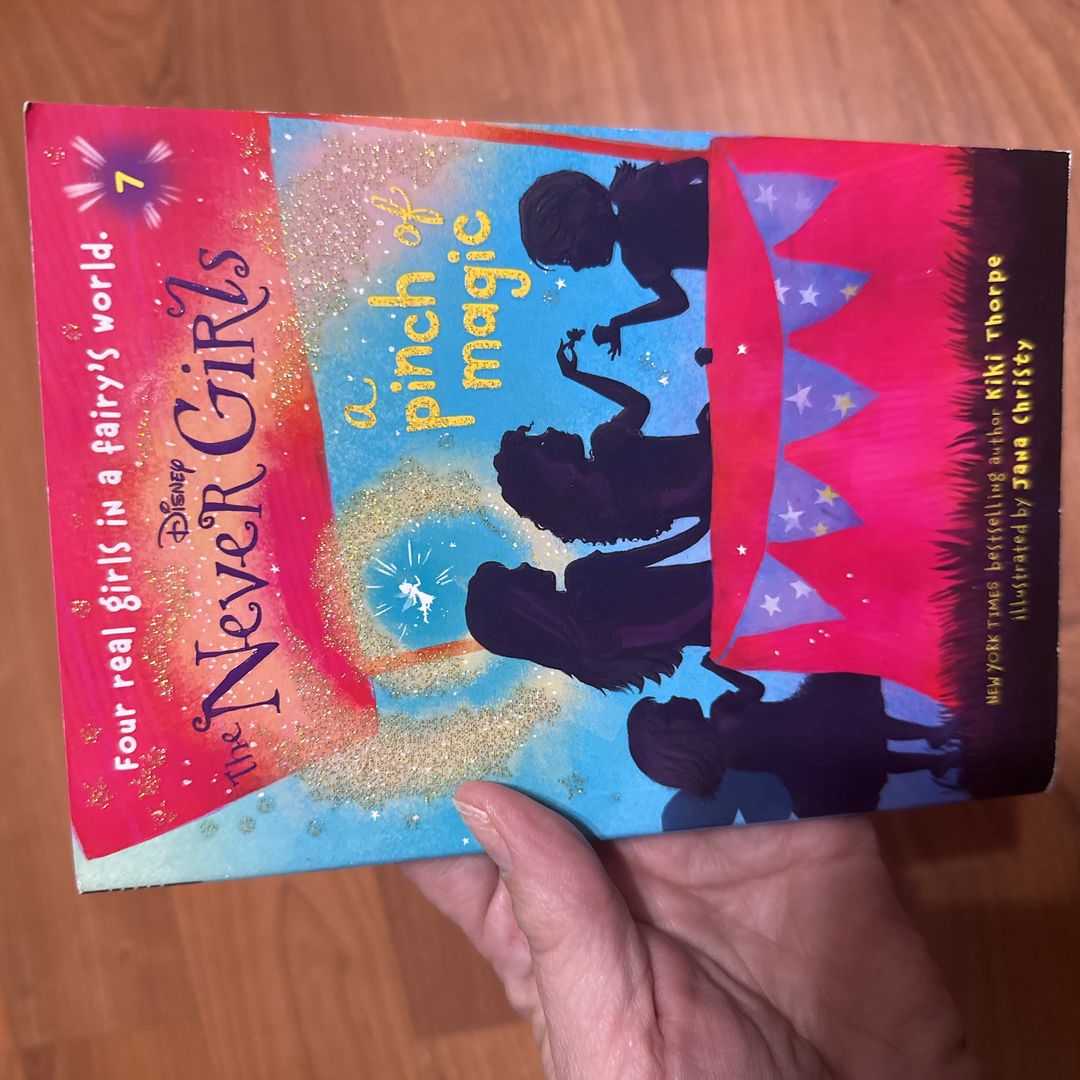 Four real girls in a fairy's world.
7
Disney
The Never Girls
a
pinch of
magic
NEW YORK TIMES bestselling author Kiki Thorpe
illustrated by Jana Christy